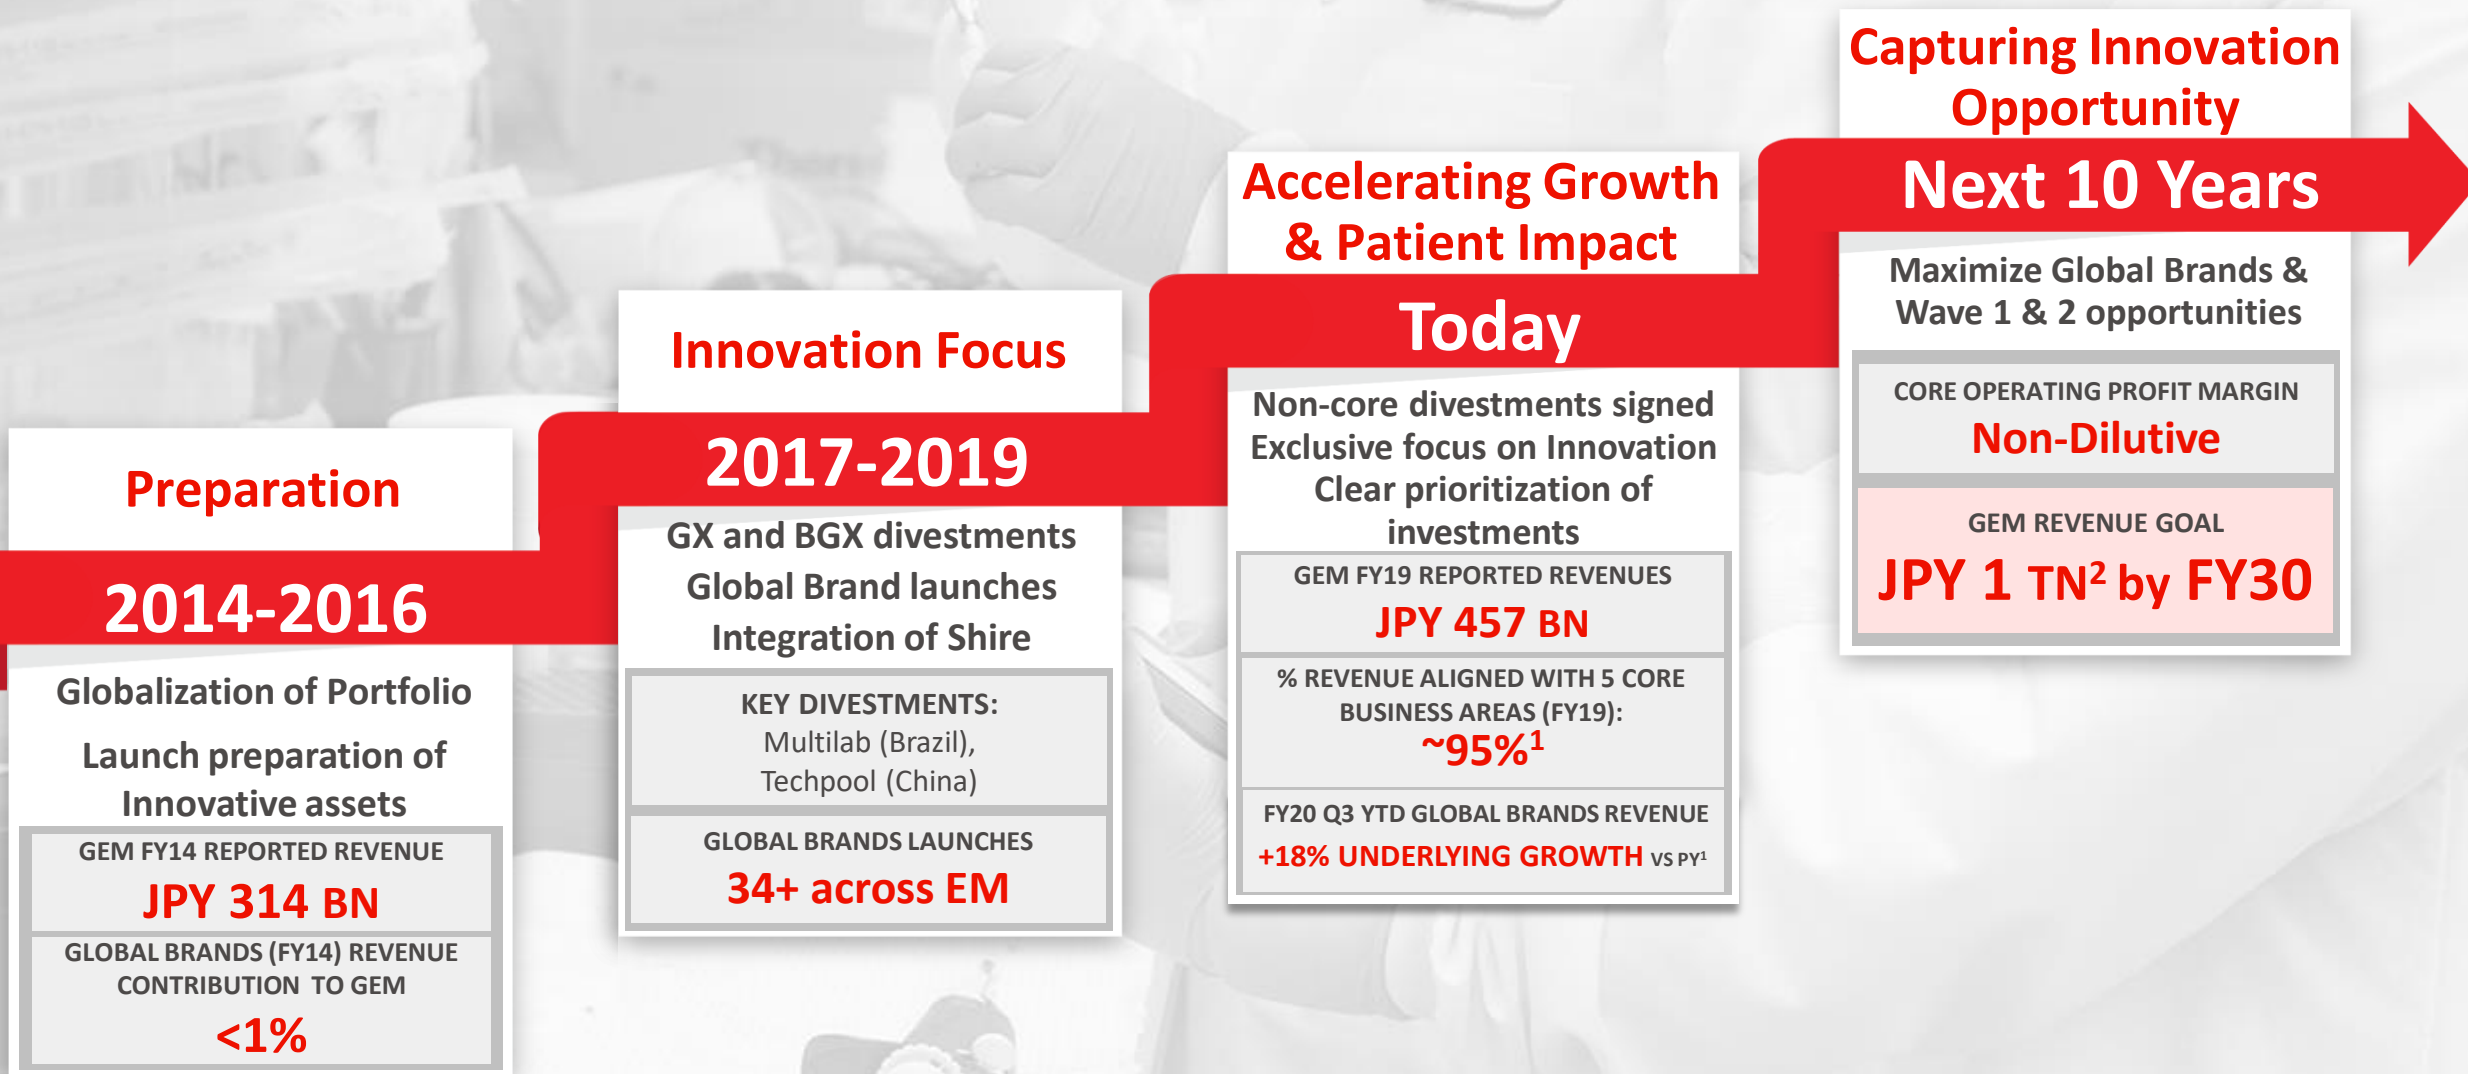 Preparation
2014-2016
Globalization of Portfolio
Launch preparation of
Innovative assets
GEM FY14 REPORTED REVENUE
JPY 314 BN
GLOBAL BRANDS (FY14) REVENUE
CONTRIBUTION TO GEM
<1%
Innovation Focus
2017-2019
GX and BGX divestments
Global Brand launches
Integration of Shire
KEY DIVESTMENTS:
Multilab (Brazil),
Techpool (China)
GLOBAL BRANDS LAUNCHES
34+ across EM
Accelerating Growth
& Patient Impact
Today
Non-core divestments signed
Exclusive focus on Innovation
Clear prioritization of
investments
GEM FY19 REPORTED REVENUES
JPY 457 BN
% REVENUE ALIGNED WITH 5 CORE
BUSINESS AREAS (FY19):
~95%¹
FY20 Q3 YTD GLOBAL BRANDS REVENUE
+18% UNDERLYING GROWTH VS PY¹
Capturing Innovation
Opportunity
Next 10 Years
Maximize Global Brands &
Wave 1 & 2 opportunities
CORE OPERATING PROFIT MARGIN
Non-Dilutive
GEM REVENUE GOAL
JPY 1 TN² by FY30